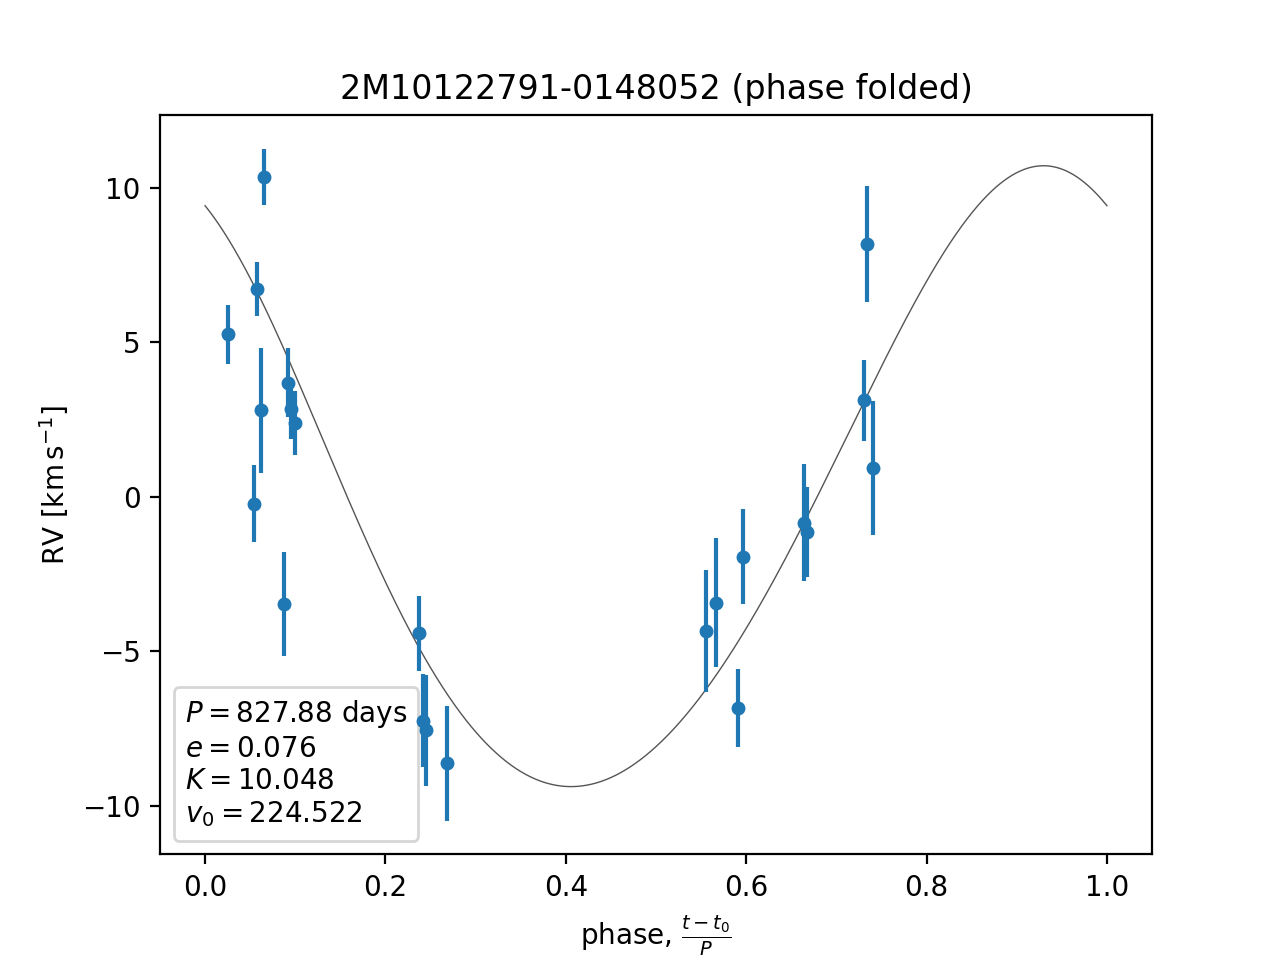 2M10122791-0148052 (phase folded)
10
5
0
−5
−10
RV [km s⁻¹]
P = 827.88 days
e = 0.076
K = 10.048
v₀ = 224.522
0.0 0.2 0.4 0.6 0.8 1.0
phase, (t − t₀)/P